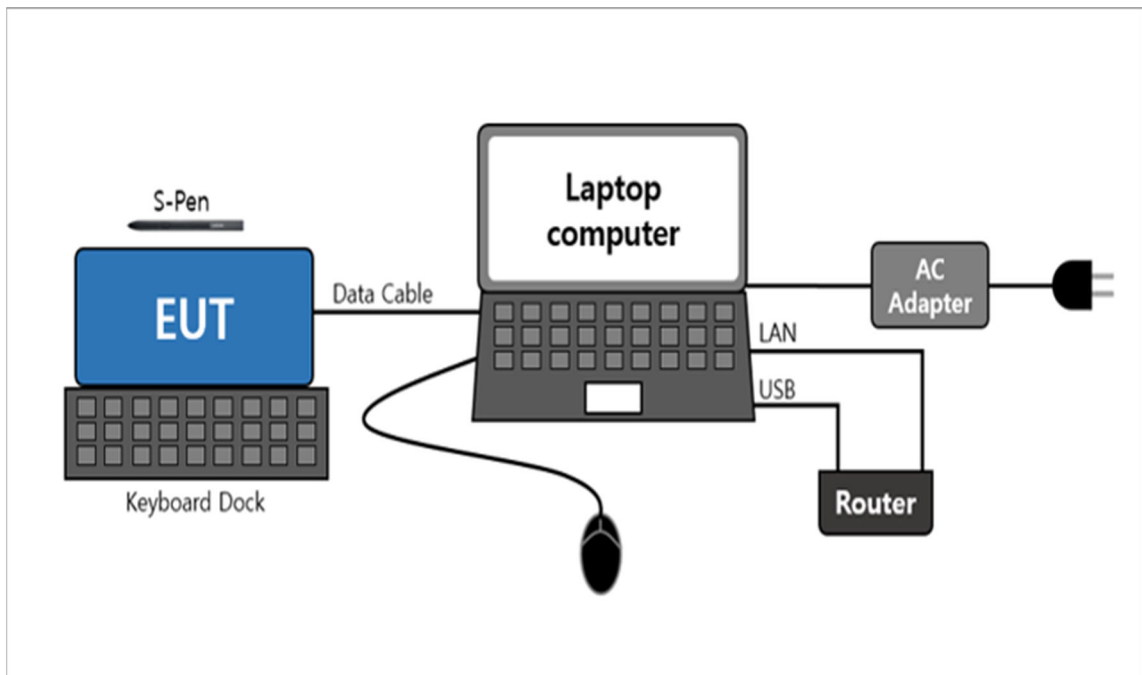 S-Pen
EUT
Keyboard Dock
Data Cable
Laptop
computer
AC
Adapter
LAN
USB
Router